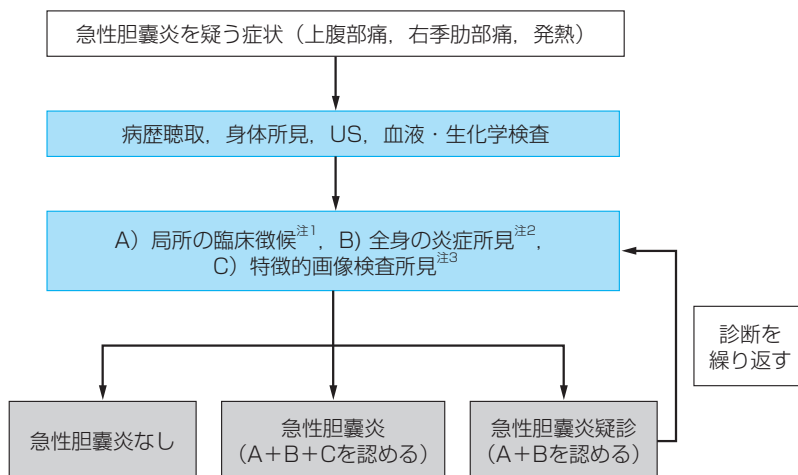 急性胆嚢炎を疑う症状（上腹部痛，右季肋部痛，発熱）
病歴聴取，身体所見，US，血液・生化学検査
A）局所の臨床徴候注1，B) 全身の炎症所見注2，
C）特徴的画像検査所見注3
診断を
繰り返す
急性胆嚢炎なし
急性胆嚢炎
（A＋B＋Cを認める）
急性胆嚢炎疑診
（A＋Bを認める）